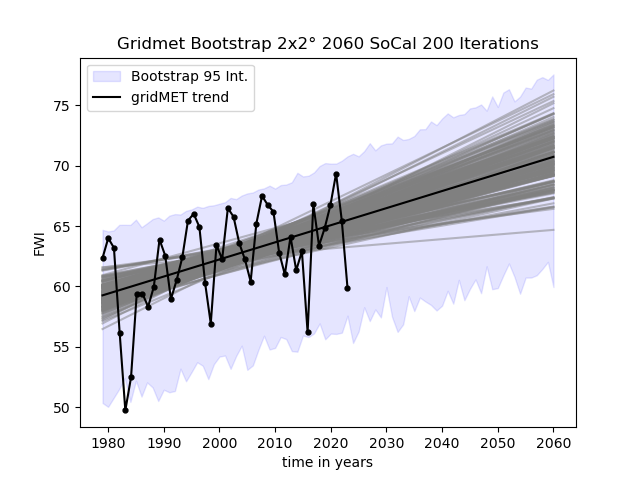 Gridmet Bootstrap 2x2° 2060 SoCal 200 Iterations
Bootstrap 95 Int.
gridMET trend
FWI
75
70
65
60
55
50
1980 1990 2000 2010 2020 2030 2040 2050 2060
time in years